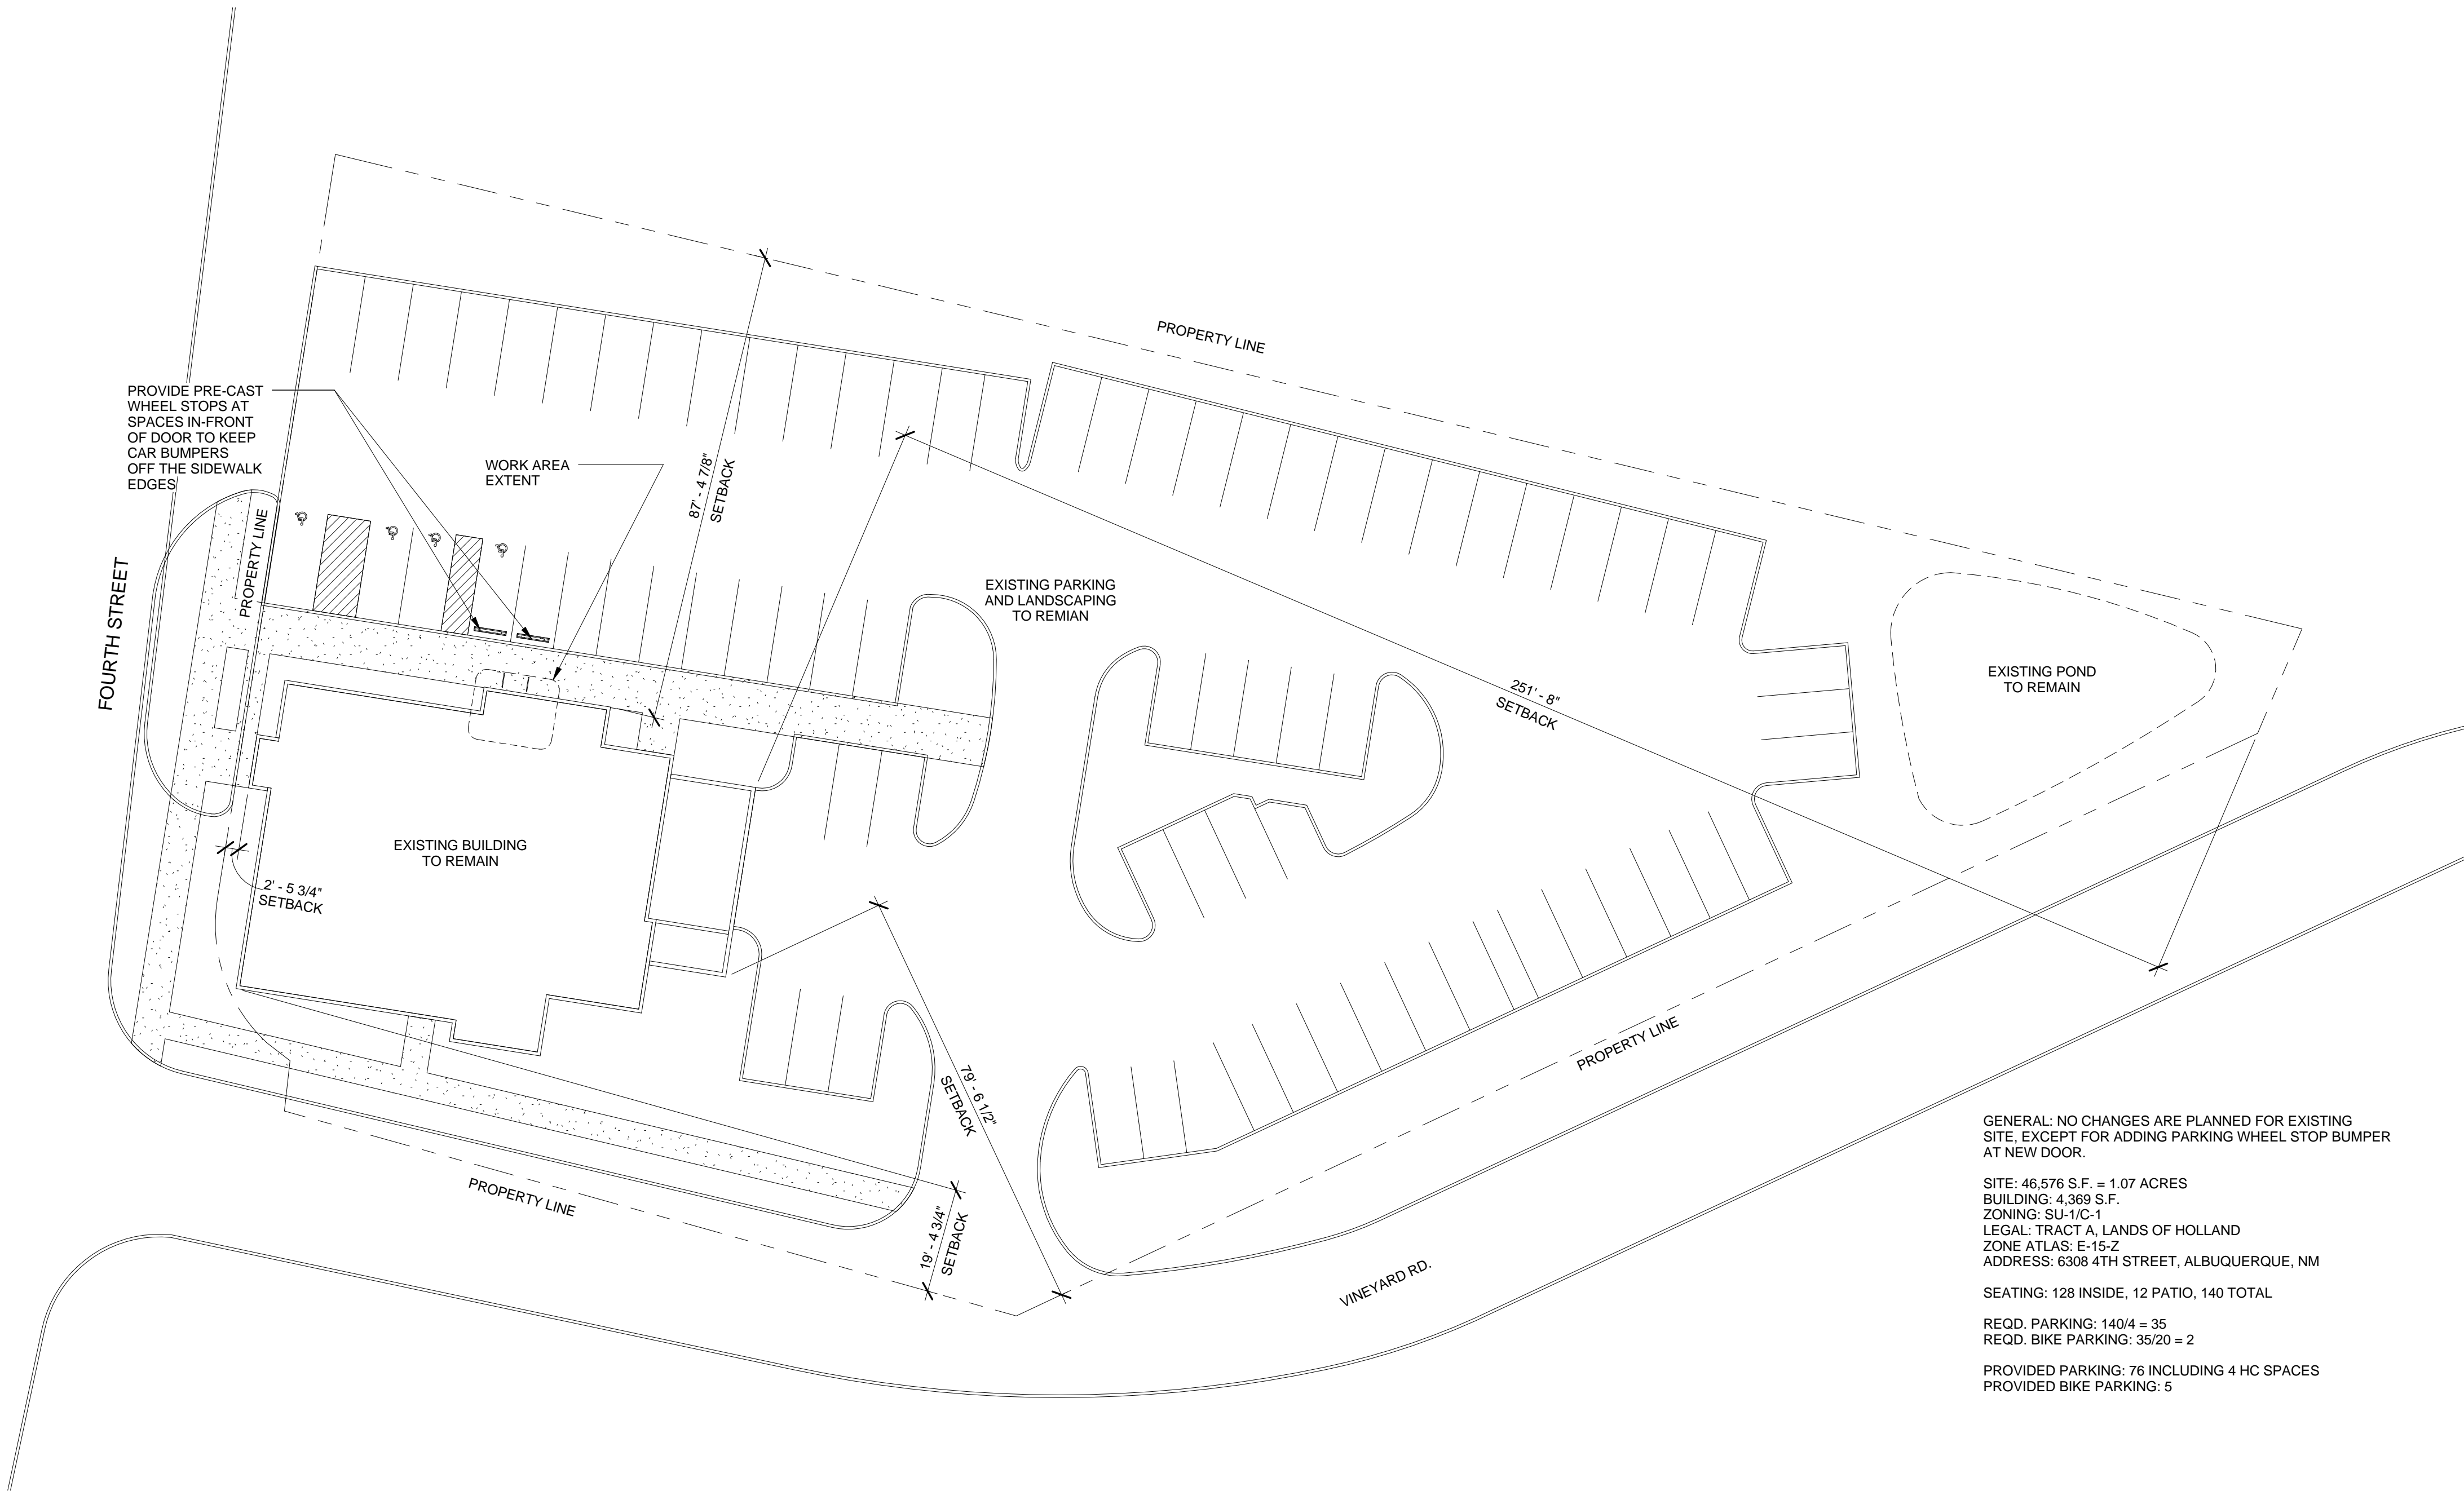 PROPERTY LINE
PROVIDE PRE-CAST
WHEEL STOPS AT
SPACES IN-FRONT
OF DOOR TO KEEP
CAR BUMPERS
OFF THE SIDEWALK
EDGES
WORK AREA
EXTENT
87' - 4 7/8"
SETBACK
PROPERTY LINE
FOURTH STREET
EXISTING PARKING
AND LANDSCAPING
TO REMIAN
251' - 8"
SETBACK
EXISTING POND
TO REMAIN
EXISTING BUILDING
TO REMAIN
2' - 5 3/4"
SETBACK
79' - 6 1/2"
SETBACK
PROPERTY LINE
PROPERTY LINE
19' - 4 3/4"
SETBACK
VINEYARD RD.
GENERAL: NO CHANGES ARE PLANNED FOR EXISTING
SITE, EXCEPT FOR ADDING PARKING WHEEL STOP BUMPER
AT NEW DOOR.
SITE: 46,576 S.F. = 1.07 ACRES
BUILDING: 4,369 S.F.
ZONING: SU-1/C-1
LEGAL: TRACT A, LANDS OF HOLLAND
ZONE ATLAS: E-15-Z
ADDRESS: 6308 4TH STREET, ALBUQUERQUE, NM
SEATING: 128 INSIDE, 12 PATIO, 140 TOTAL
REQD. PARKING: 140/4 = 35
REQD. BIKE PARKING: 35/20 = 2
PROVIDED PARKING: 76 INCLUDING 4 HC SPACES
PROVIDED BIKE PARKING: 5